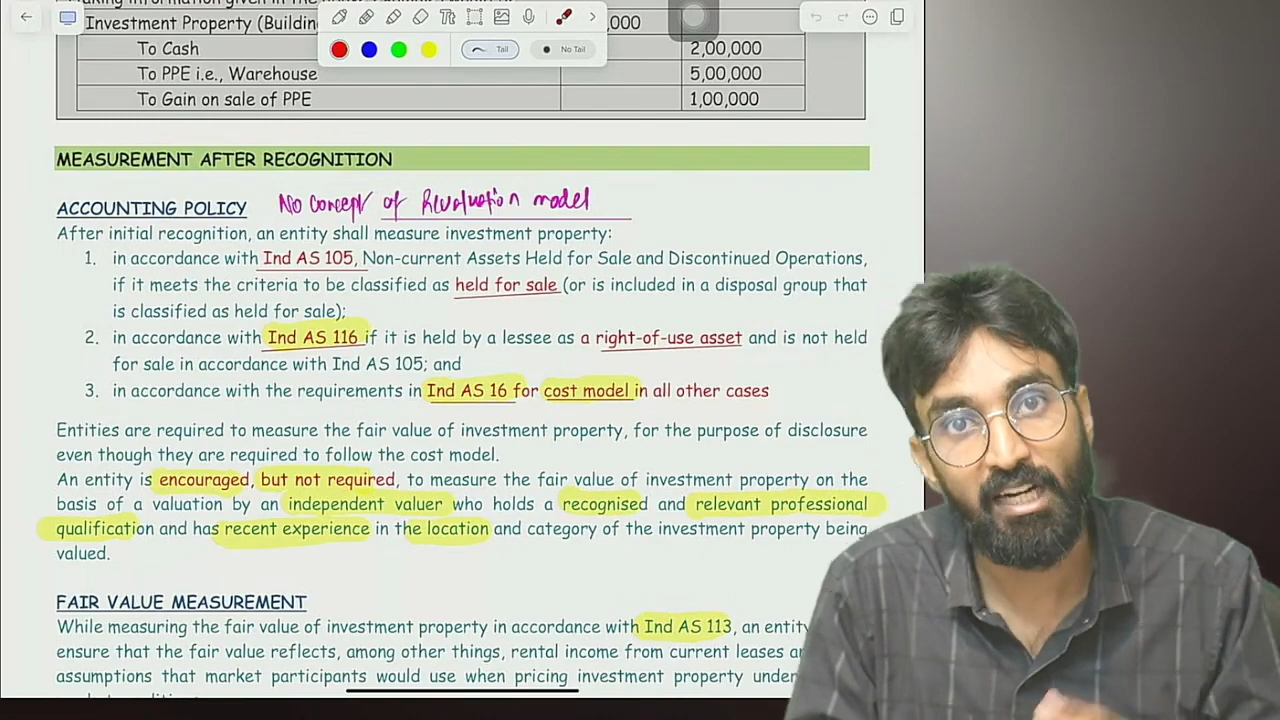 Investment Property (Buildin
,000
To Cash 2,00,000
To PPE i.e., Warehouse 5,00,000
To Gain on sale of PPE 1,00,000
Tail No Tail
MEASUREMENT AFTER RECOGNITION
ACCOUNTING POLICY No concept of Revaluation model
After initial recognition, an entity shall measure investment property:
1. in accordance with Ind AS 105, Non-current Assets Held for Sale and Discontinued Operations,
if it meets the criteria to be classified as held for sale (or is included in a disposal group that
is classified as held for sale);
2. in accordance with Ind AS 116 if it is held by a lessee as a right-of-use asset and is not held
for sale in accordance with Ind AS 105; and
3. in accordance with the requirements in Ind AS 16 for cost model in all other cases
Entities are required to measure the fair value of investment property, for the purpose of disclosure
even though they are required to follow the cost model.
An entity is encouraged, but not required, to measure the fair value of investment property on the
basis of a valuation by an independent valuer who holds a recognised and relevant professional
qualification and has recent experience in the location and category of the investment property being
valued.
FAIR VALUE MEASUREMENT
While measuring the fair value of investment property in accordance with Ind AS 113, an entity
ensure that the fair value reflects, among other things, rental income from current leases
assumptions that market participants would use when pricing investment property under